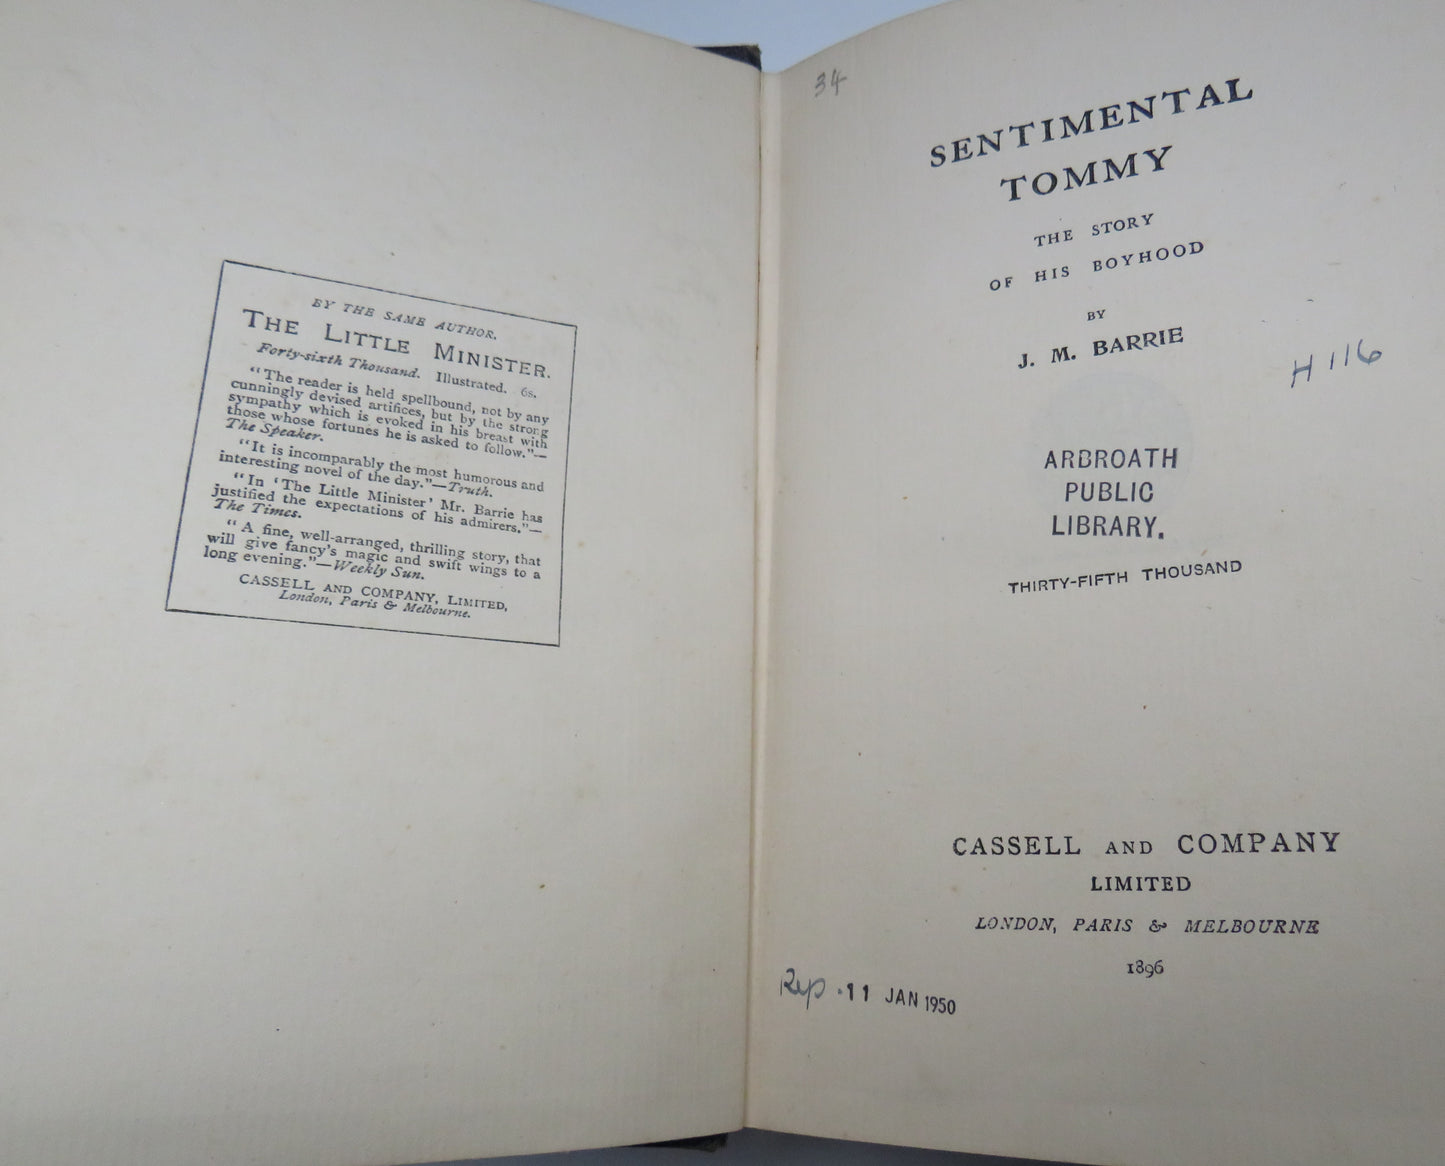 BY THE SAME AUTHOR.
THE LITTLE MINISTER.
Forty-sixth Thousand. Illustrated. 6s.
"The reader is held spellbound, not by any
cunningly devised artifices, but by the strong
sympathy which is evoked in his breast with
those whose fortunes he is asked to follow."—
The Speaker.
"It is incomparably the most humorous and
interesting novel of the day."—Truth.
"In 'The Little Minister' Mr. Barrie has
justified the expectations of his admirers."—
The Times.
"A fine, well-arranged, thrilling story, that
will give fancy's magic and swift wings to a
long evening."—Weekly Sun.
CASSELL AND COMPANY, LIMITED,
London, Paris & Melbourne.
34
SENTIMENTAL
TOMMY
THE STORY
OF HIS BOYHOOD
BY
J. M. BARRIE
H 116
ARBROATH
PUBLIC
LIBRARY.
THIRTY-FIFTH THOUSAND
CASSELL AND COMPANY
LIMITED
LONDON, PARIS & MELBOURNE
1896
Rep. 11 JAN 1950